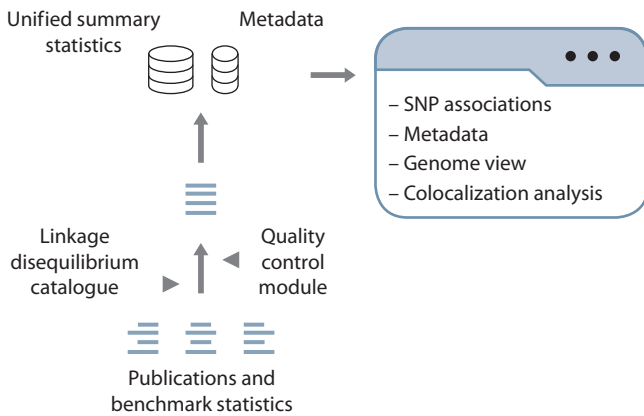 Unified summary
statistics
Metadata
– SNP associations
– Metadata
– Genome view
– Colocalization analysis
Linkage
disequilibrium
catalogue
Quality
control
module
Publications and
benchmark statistics